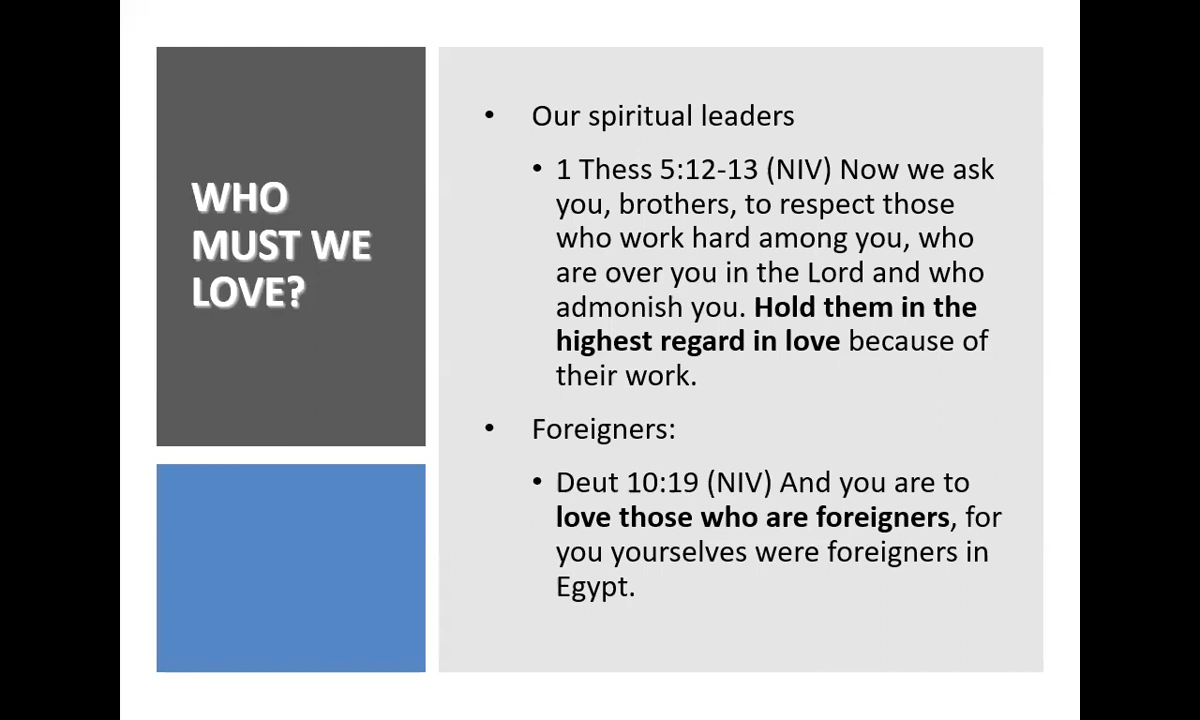 WHO
MUST WE
LOVE?
• Our spiritual leaders
• 1 Thess 5:12-13 (NIV) Now we ask
you, brothers, to respect those
who work hard among you, who
are over you in the Lord and who
admonish you. Hold them in the
highest regard in love because of
their work.
• Foreigners:
• Deut 10:19 (NIV) And you are to
love those who are foreigners, for
you yourselves were foreigners in
Egypt.